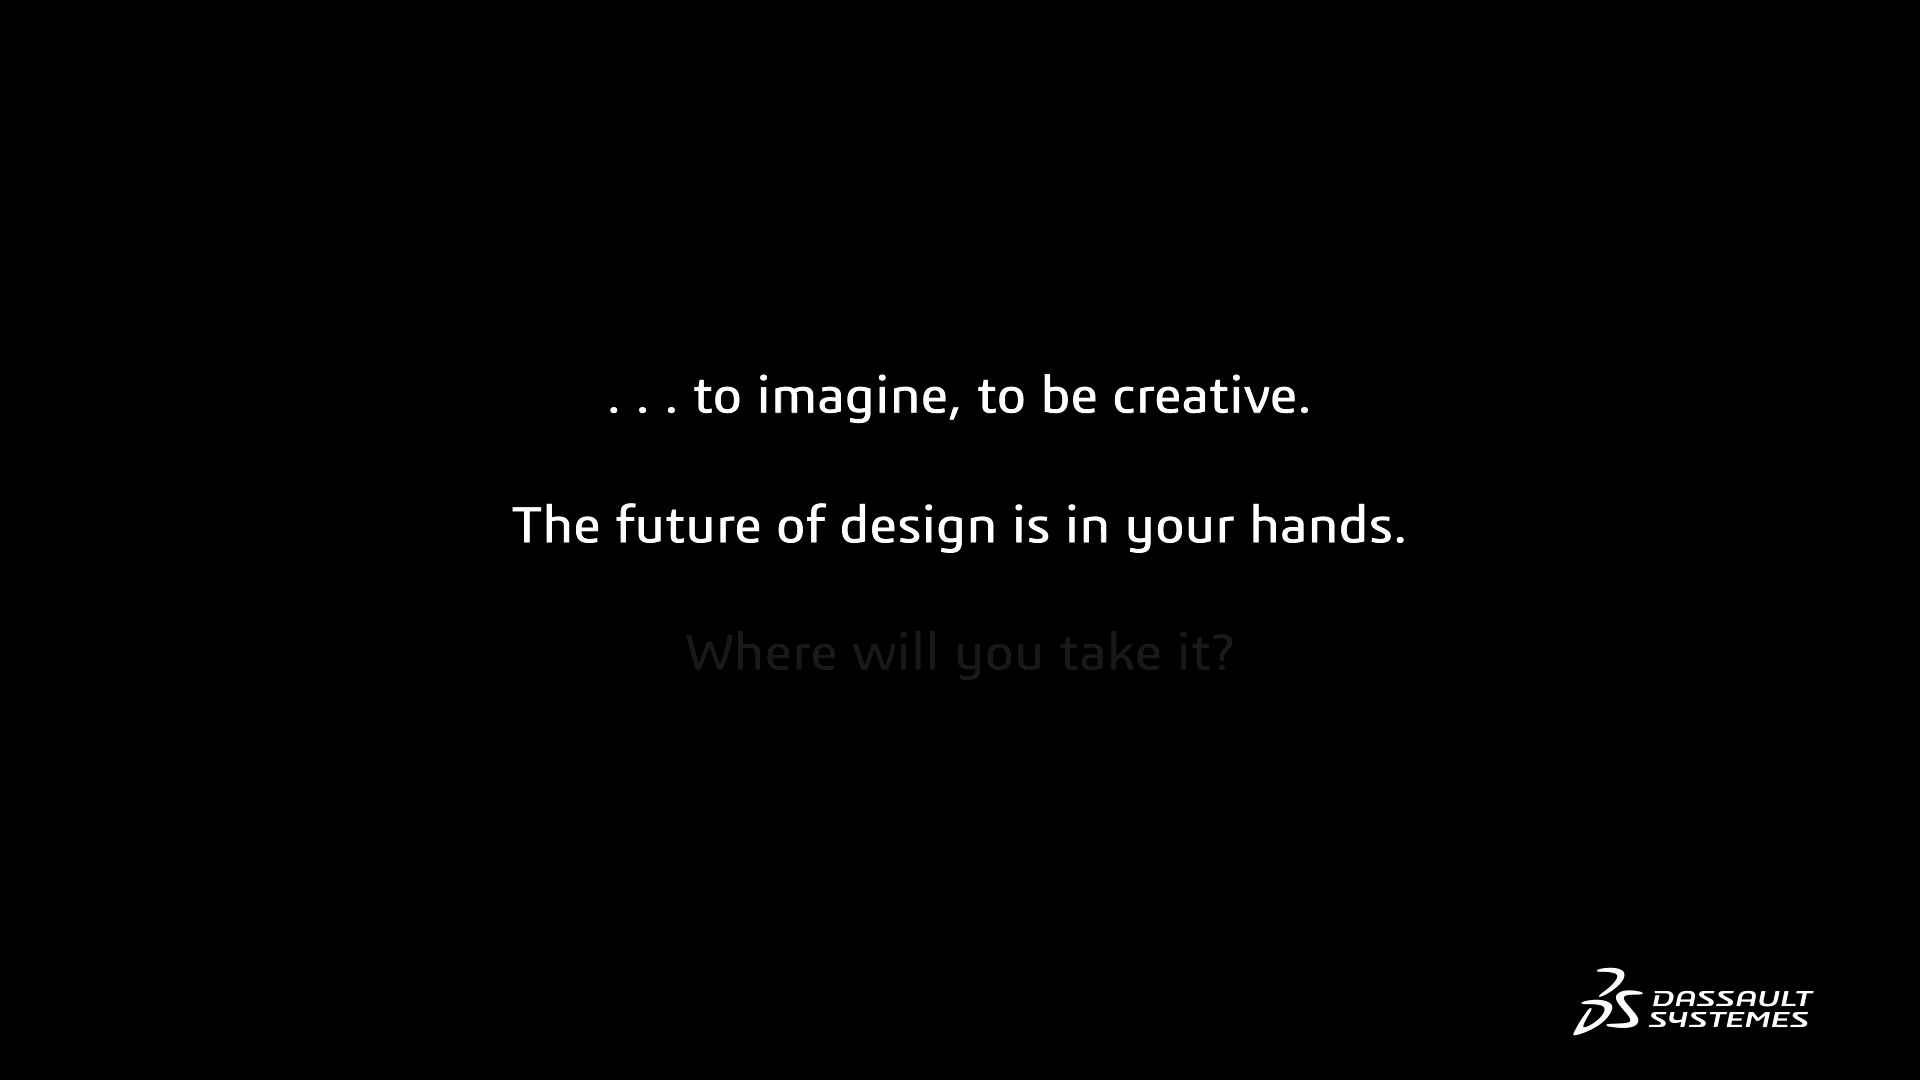 . . . to imagine, to be creative.
The future of design is in your hands.
Where will you take it?
DASSAULT
SYSTEMES